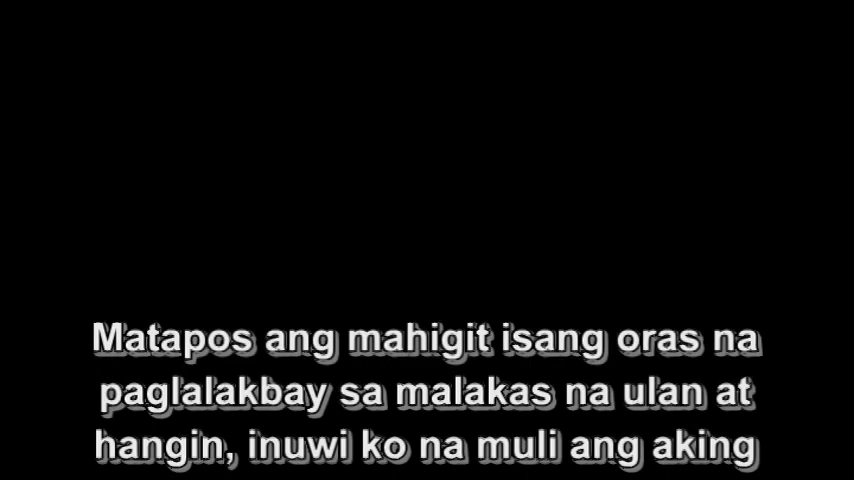 Matapos ang mahigit isang oras na
paglalakbay sa malakas na ulan at
hangin, inuwi ko na muli ang aking